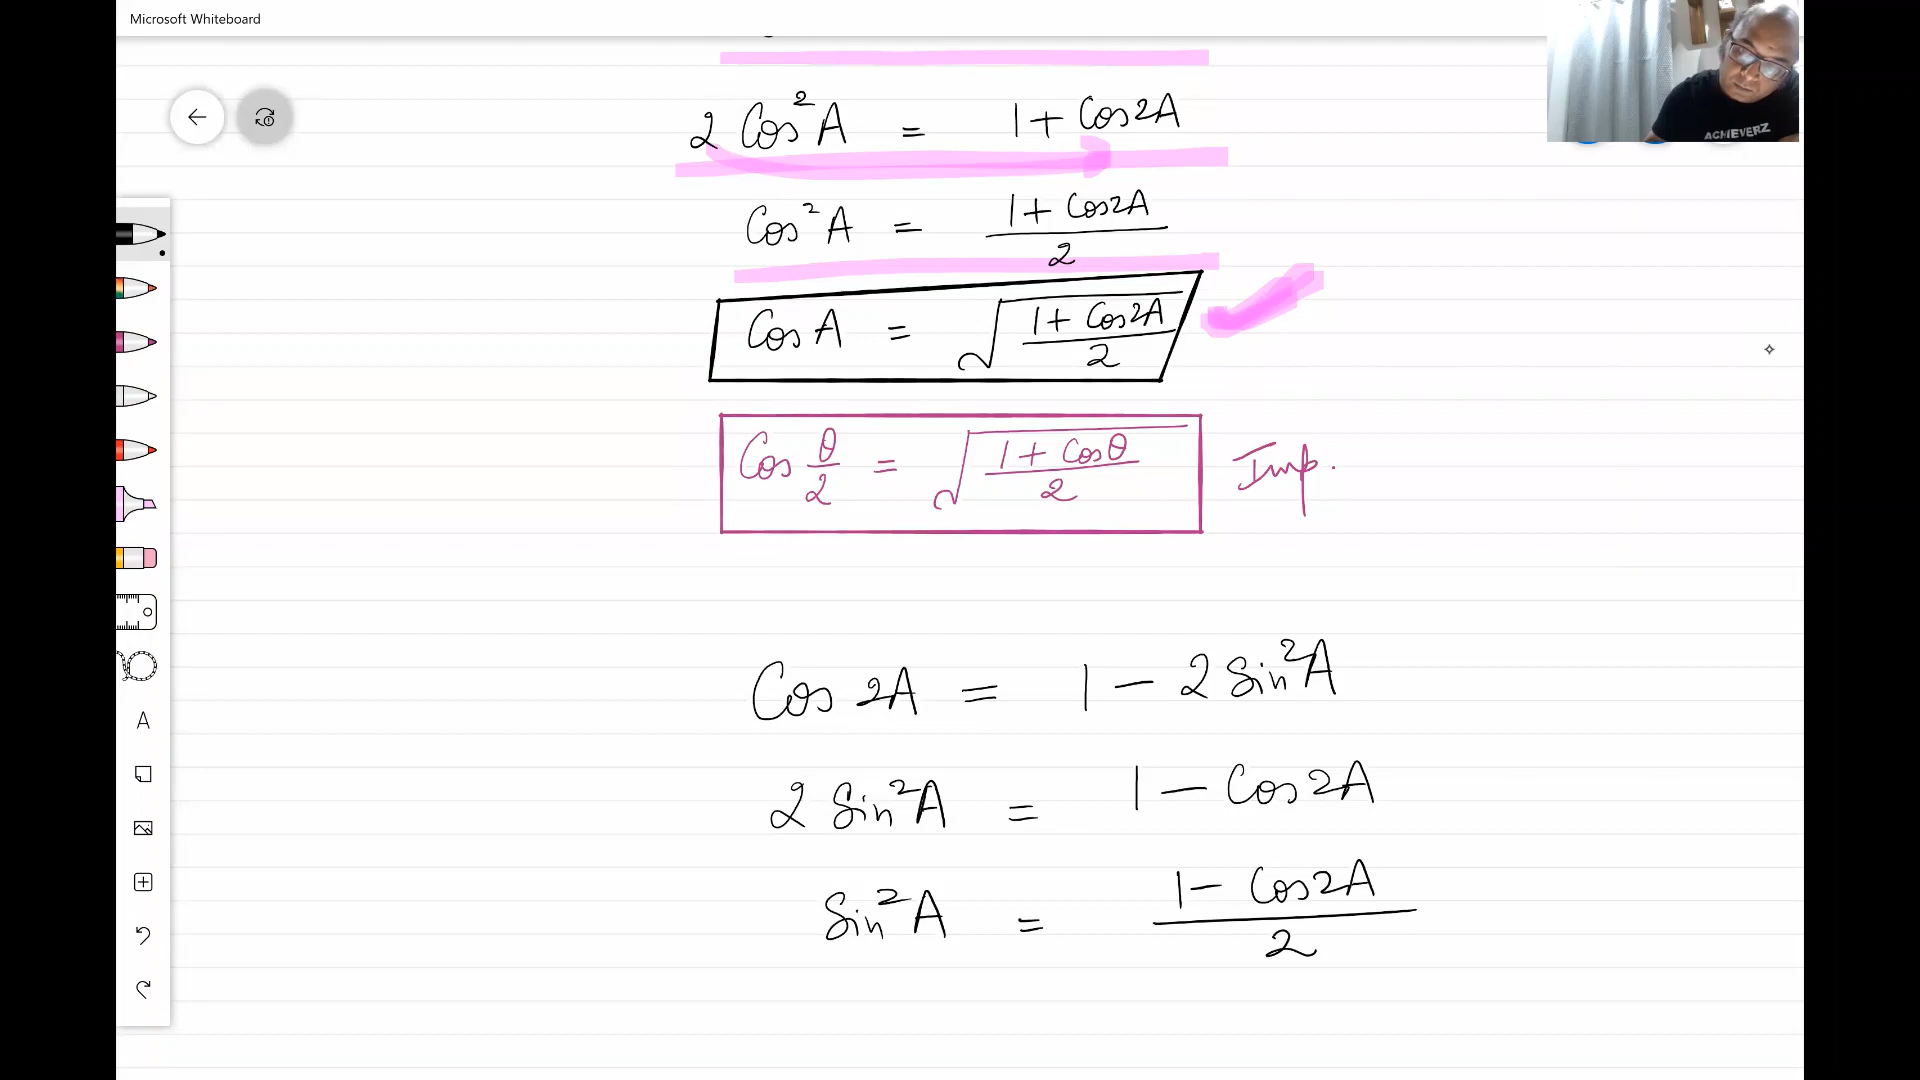 Microsoft Whiteboard
ACHIEVERZ
2 Cos²A = 1 + Cos2A
Cos²A = (1 + Cos2A)/2
Cos A = √((1 + Cos2A)/2)
Cos θ/2 = √((1 + Cosθ)/2) Imp.
Cos 2A = 1 – 2 Sin²A
2 Sin²A = 1 – Cos2A
Sin²A = (1 – Cos2A)/2
A